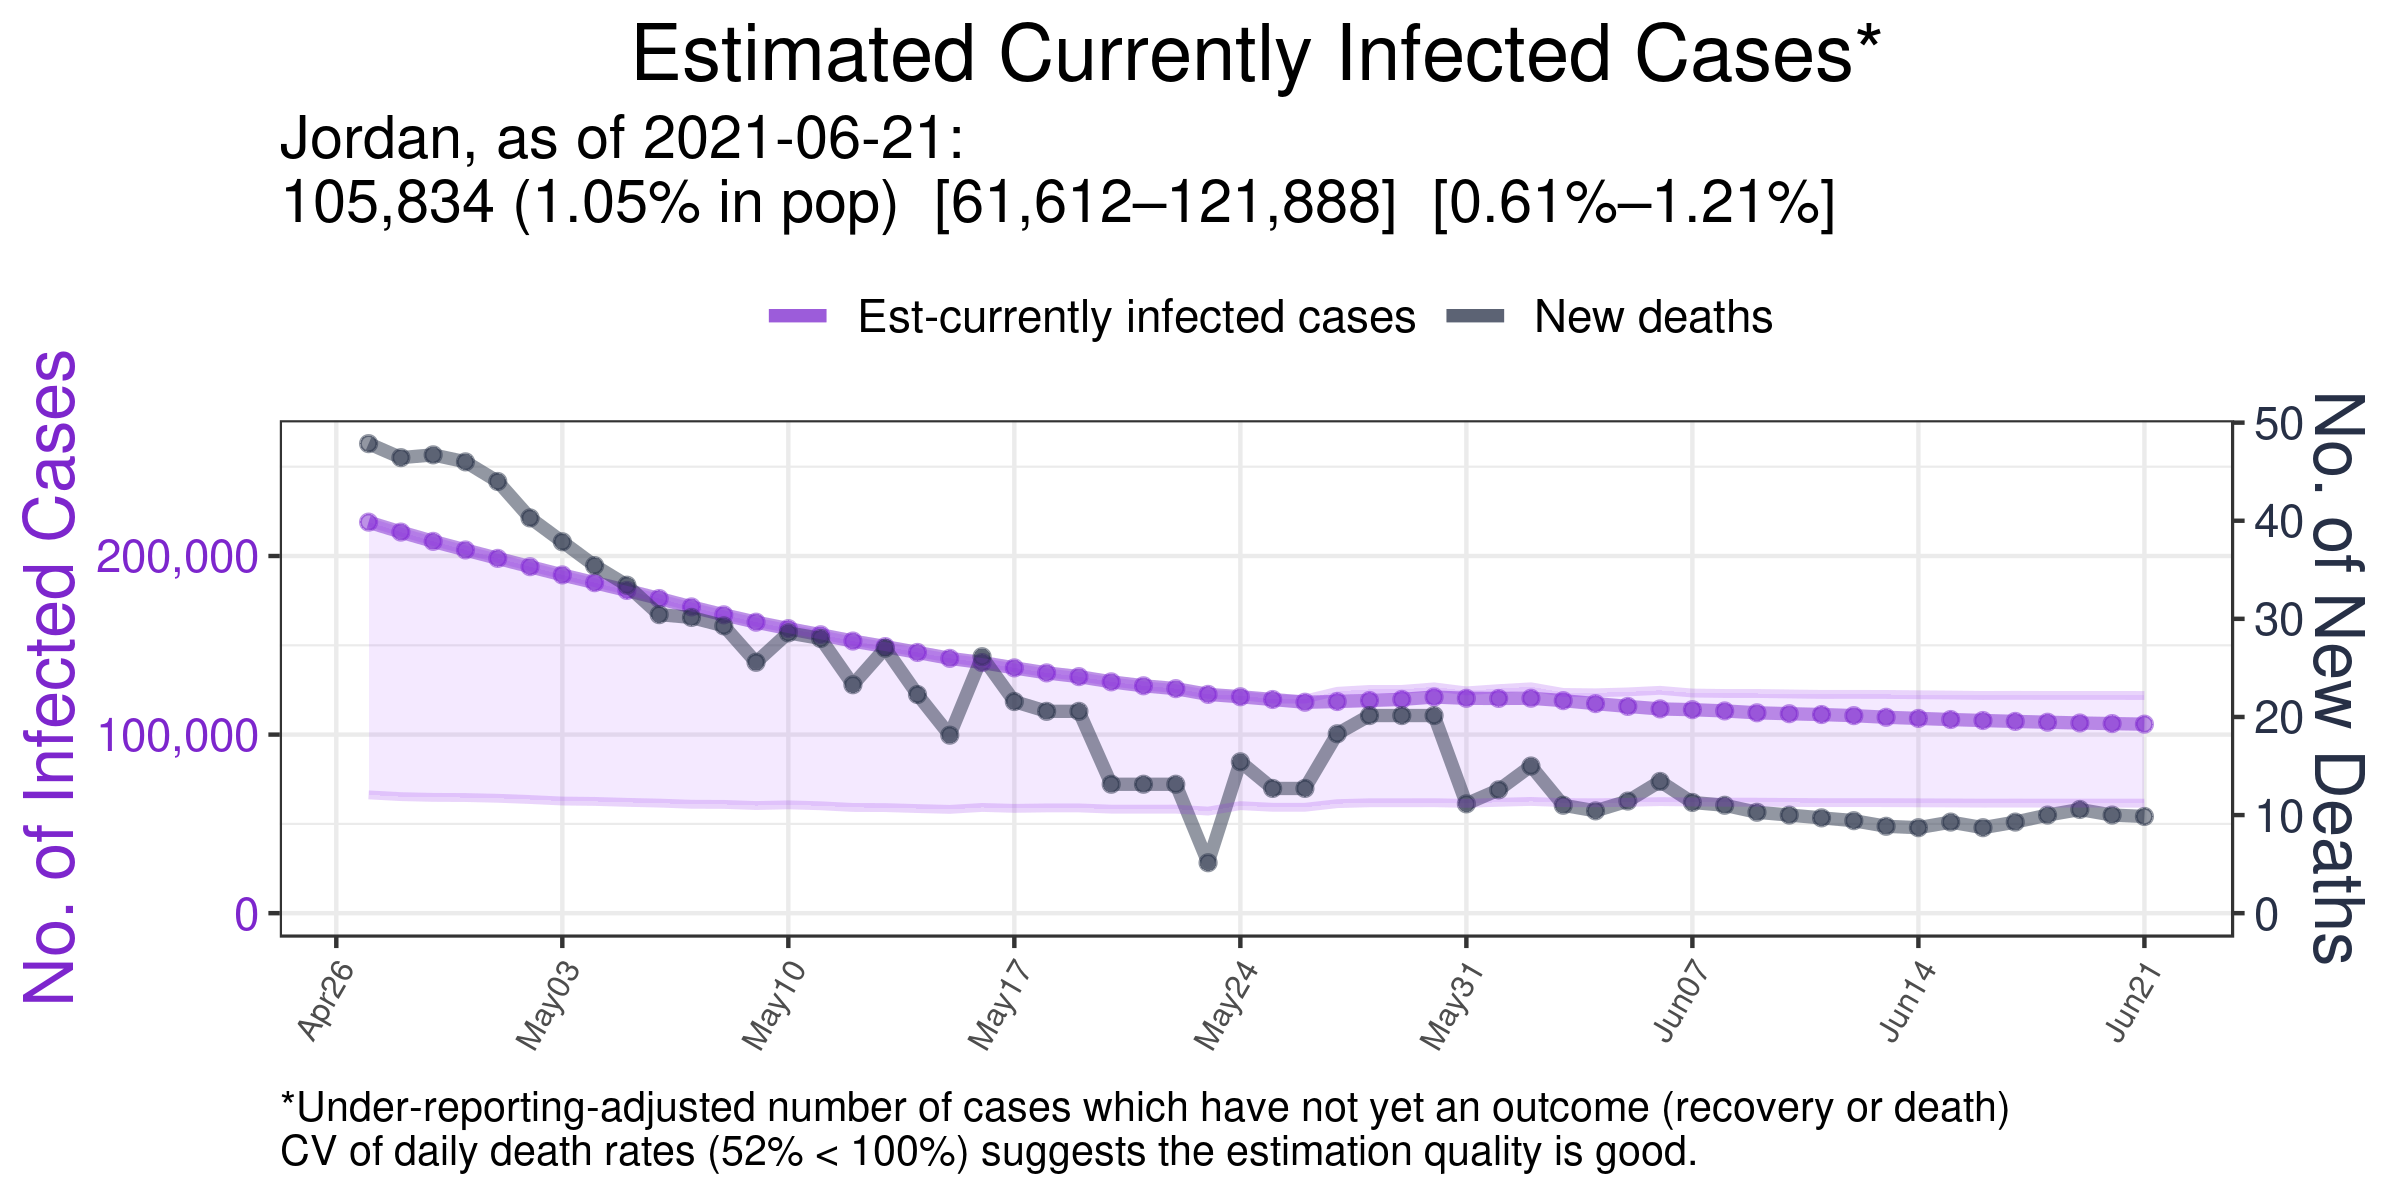 Estimated Currently Infected Cases*
Jordan, as of 2021-06-21:
105,834 (1.05% in pop) [61,612–121,888] [0.61%–1.21%]
Est-currently infected cases
New deaths
No. of Infected Cases
200,000
100,000
0
50
40
30
20
10
0
No. of New Deaths
Apr26
May03
May10
May17
May24
May31
Jun07
Jun14
Jun21
*Under-reporting-adjusted number of cases which have not yet an outcome (recovery or death)
CV of daily death rates (52% < 100%) suggests the estimation quality is good.